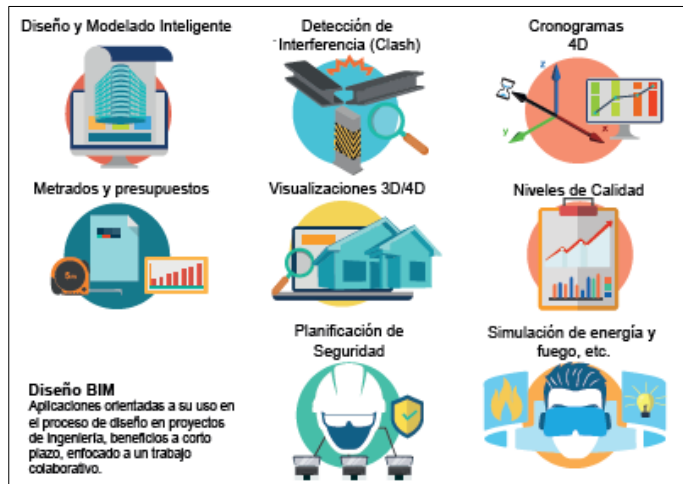 Diseño y Modelado Inteligente
Detección de
Interferencia (Clash)
Cronogramas
4D
z
y
x
Metrados y presupuestos
Visualizaciones 3D/4D
Niveles de Calidad
5m
Planificación de
Seguridad
Simulación de energía y
fuego, etc.
Diseño BIM
Aplicaciones orientadas a su uso en
el proceso de diseño en proyectos
de Ingeniería, beneficios a corto
plazo, enfocado a un trabajo
colaborativo.